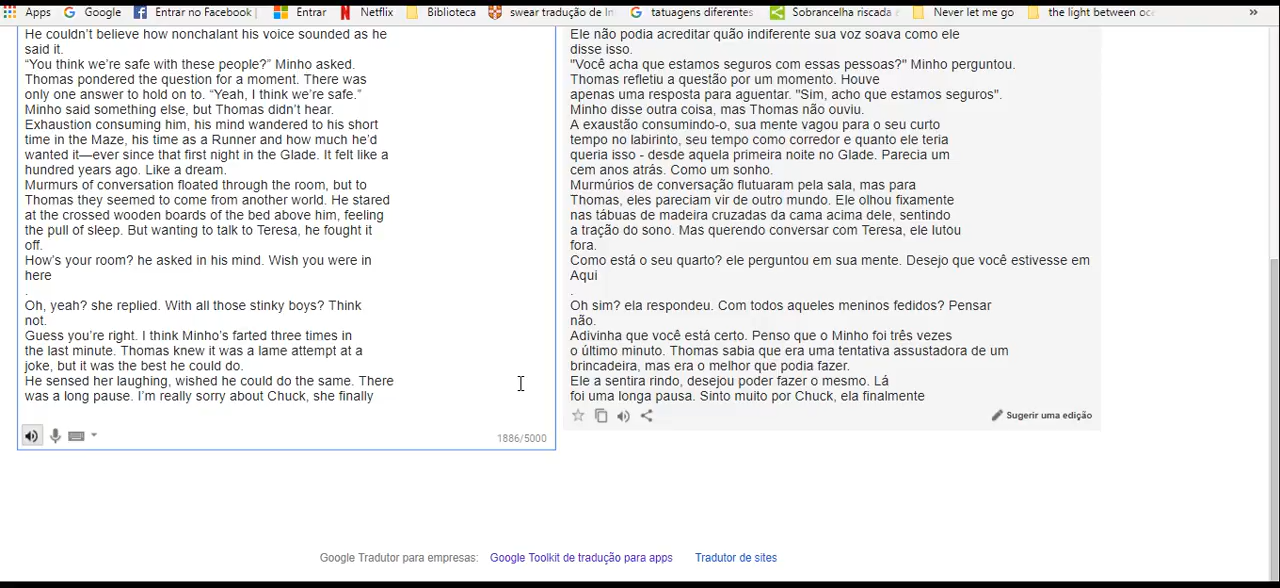 Apps Google Entrar no Facebook Entrar Netflix Biblioteca swear tradução de In tatuagens diferentes Sobrancelha riscada Never let me go the light between oce »
He couldn’t believe how nonchalant his voice sounded as he
said it.
“You think we’re safe with these people?” Minho asked.
Thomas pondered the question for a moment. There was
only one answer to hold on to. “Yeah, I think we’re safe.”
Minho said something else, but Thomas didn’t hear.
Exhaustion consuming him, his mind wandered to his short
time in the Maze, his time as a Runner and how much he’d
wanted it—ever since that first night in the Glade. It felt like a
hundred years ago. Like a dream.
Murmurs of conversation floated through the room, but to
Thomas they seemed to come from another world. He stared
at the crossed wooden boards of the bed above him, feeling
the pull of sleep. But wanting to talk to Teresa, he fought it
off.
How’s your room? he asked in his mind. Wish you were in
here
.
Oh, yeah? she replied. With all those stinky boys? Think
not.
Guess you’re right. I think Minho’s farted three times in
the last minute. Thomas knew it was a lame attempt at a
joke, but it was the best he could do.
He sensed her laughing, wished he could do the same. There
was a long pause. I’m really sorry about Chuck, she finally
1886/5000
Ele não podia acreditar quão indiferente sua voz soava como ele
disse isso.
"Você acha que estamos seguros com essas pessoas?" Minho perguntou.
Thomas refletiu a questão por um momento. Houve
apenas uma resposta para aguentar. "Sim, acho que estamos seguros".
Minho disse outra coisa, mas Thomas não ouviu.
A exaustão consumindo-o, sua mente vagou para o seu curto
tempo no labirinto, seu tempo como corredor e quanto ele teria
queria isso - desde aquela primeira noite no Glade. Parecia um
cem anos atrás. Como um sonho.
Murmúrios de conversação flutuaram pela sala, mas para
Thomas, eles pareciam vir de outro mundo. Ele olhou fixamente
nas tábuas de madeira cruzadas da cama acima dele, sentindo
a tração do sono. Mas querendo conversar com Teresa, ele lutou
fora.
Como está o seu quarto? ele perguntou em sua mente. Desejo que você estivesse em
Aqui
.
Oh sim? ela respondeu. Com todos aqueles meninos fedidos? Pensar
não.
Adivinha que você está certo. Penso que o Minho foi três vezes
o último minuto. Thomas sabia que era uma tentativa assustadora de um
brincadeira, mas era o melhor que podia fazer.
Ele a sentira rindo, desejou poder fazer o mesmo. Lá
foi uma longa pausa. Sinto muito por Chuck, ela finalmente
Sugerir uma edição
Google Tradutor para empresas: Google Toolkit de tradução para apps Tradutor de sites